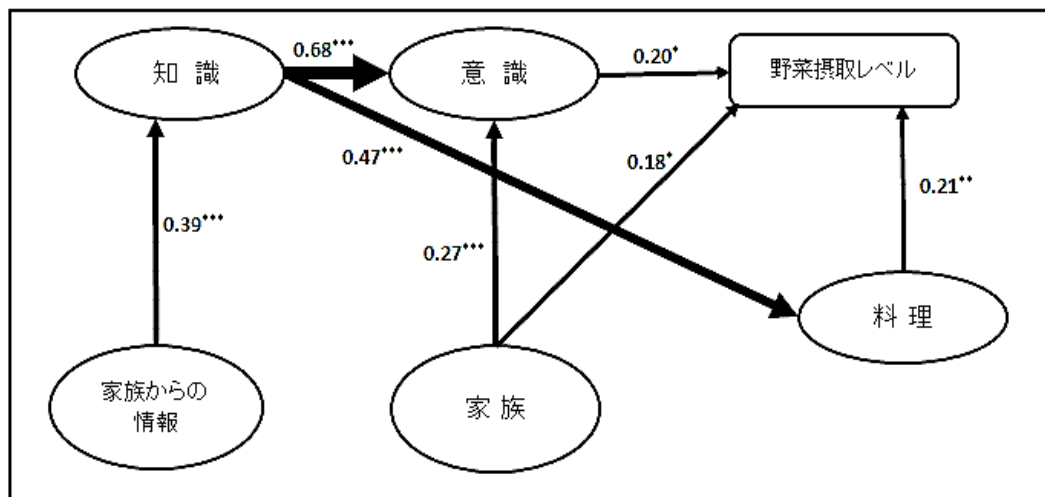 0.68***
知 識
意 識
0.20*
野菜摂取レベル
0.47***
0.18*
0.21**
0.39***
0.27***
料 理
家族からの
情報
家 族